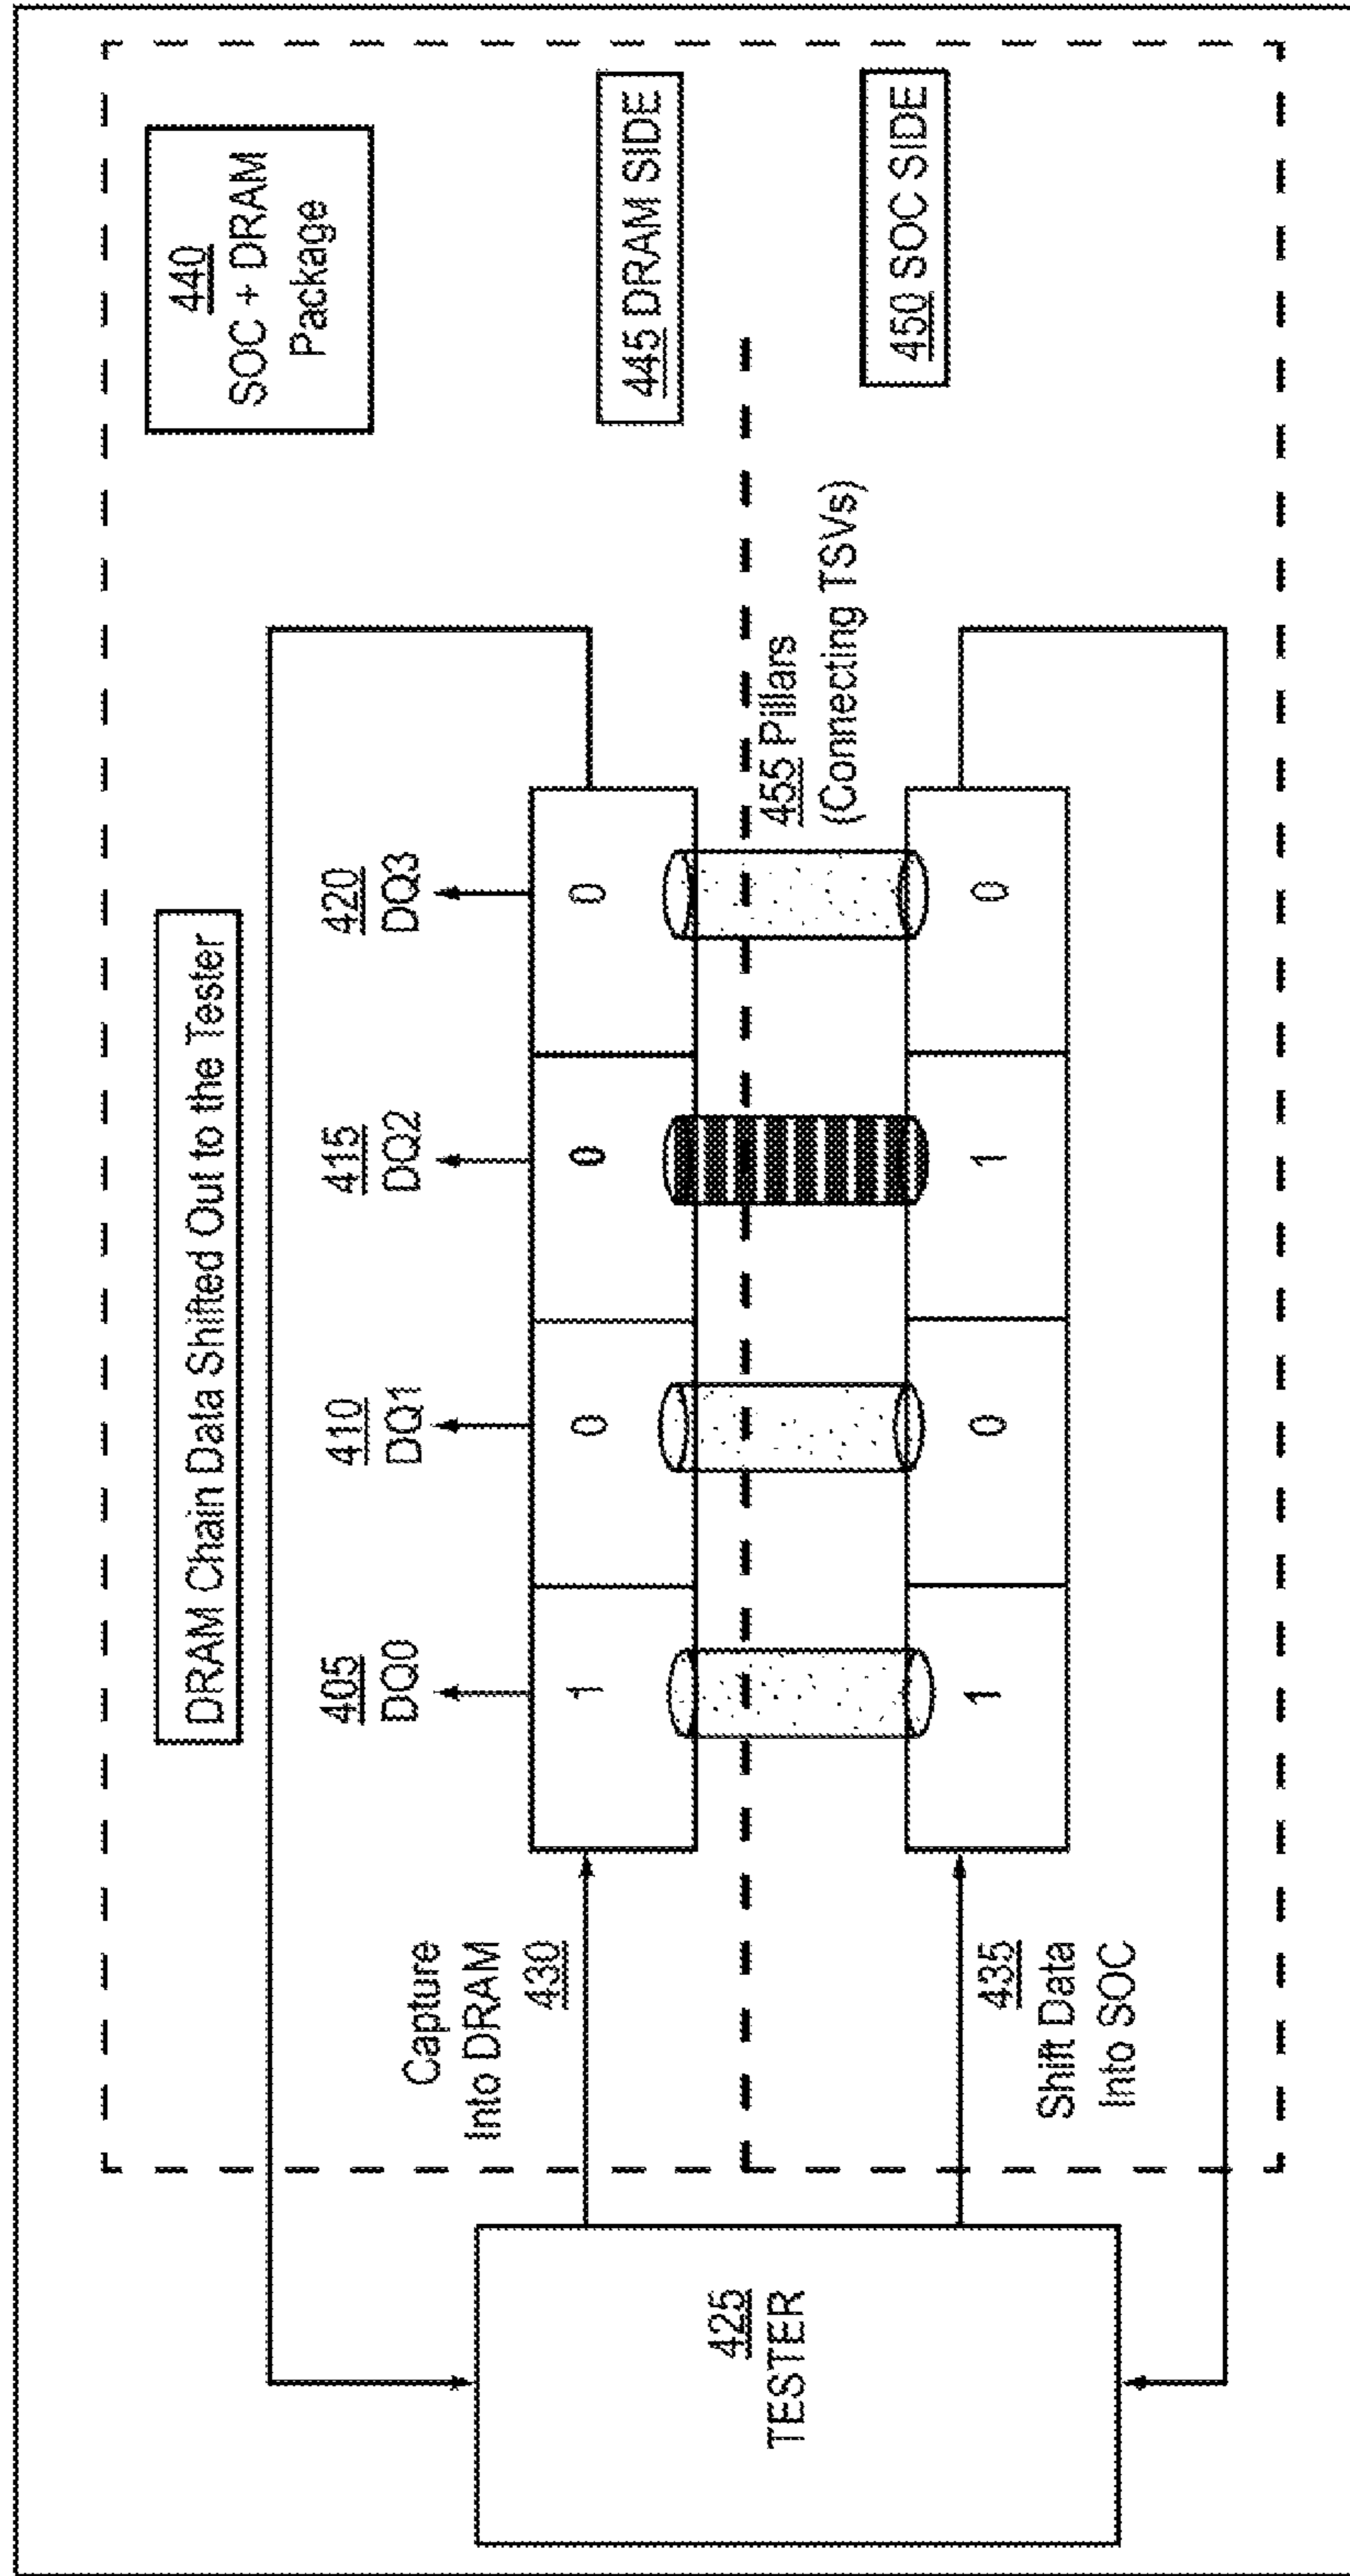 440
SOC + DRAM
Package
DRAM Chain Data Shifted Out to the Tester
405
DQ0
410
DQ1
415
DQ2
420
DQ3
Capture
Into DRAM
430
1
0
0
0
445 DRAM SIDE
425
TESTER
455 Pillars
(Connecting TSVs)
435
Shift Data
Into SOC
1
0
1
0
450 SOC SIDE